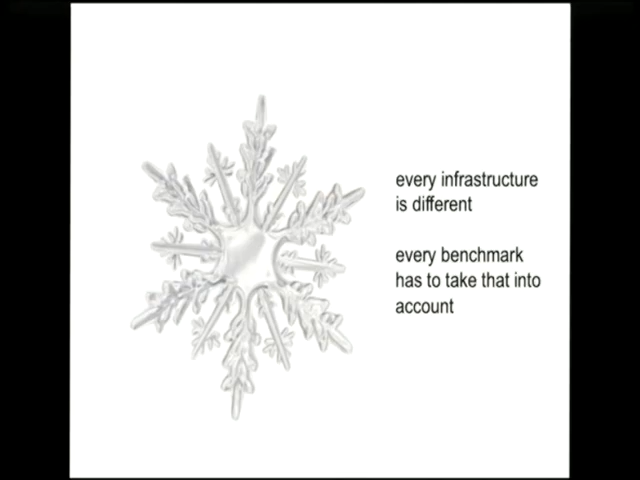 every infrastructure
is different
every benchmark
has to take that into
account